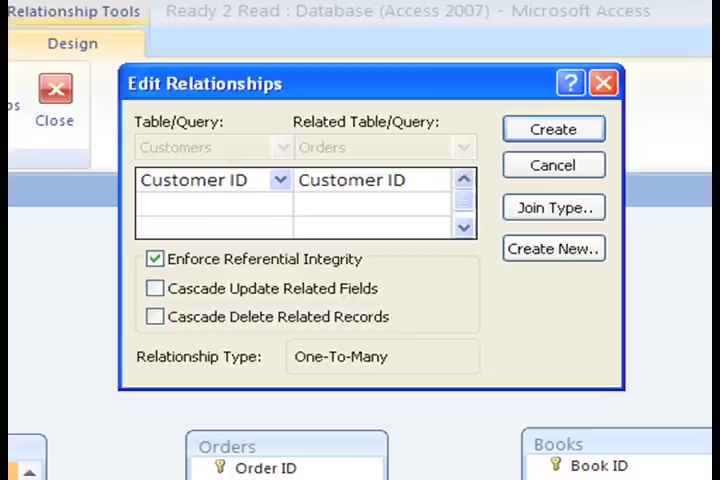 Relationship Tools Ready 2 Read : Database (Access 2007) - Microsoft Access
Design
ps
Close
Edit Relationships
Table/Query: Related Table/Query:
Customers Orders
Customer ID Customer ID
Create
Cancel
Join Type..
Create New..
Enforce Referential Integrity
Cascade Update Related Fields
Cascade Delete Related Records
Relationship Type: One-To-Many
Orders
Order ID
Books
Book ID